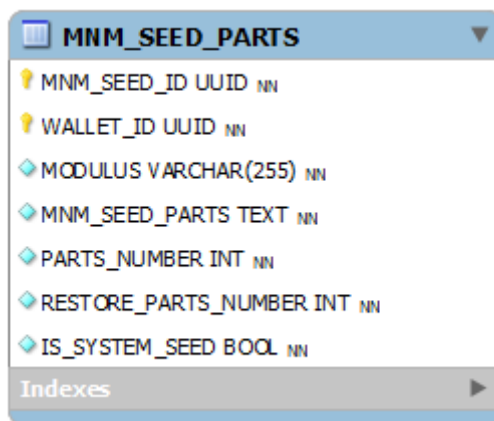 MNM_SEED_PARTS
MNM_SEED_ID UUID NN
WALLET_ID UUID NN
MODULUS VARCHAR(255) NN
MNM_SEED_PARTS TEXT NN
PARTS_NUMBER INT NN
RESTORE_PARTS_NUMBER INT NN
IS_SYSTEM_SEED BOOL NN
Indexes